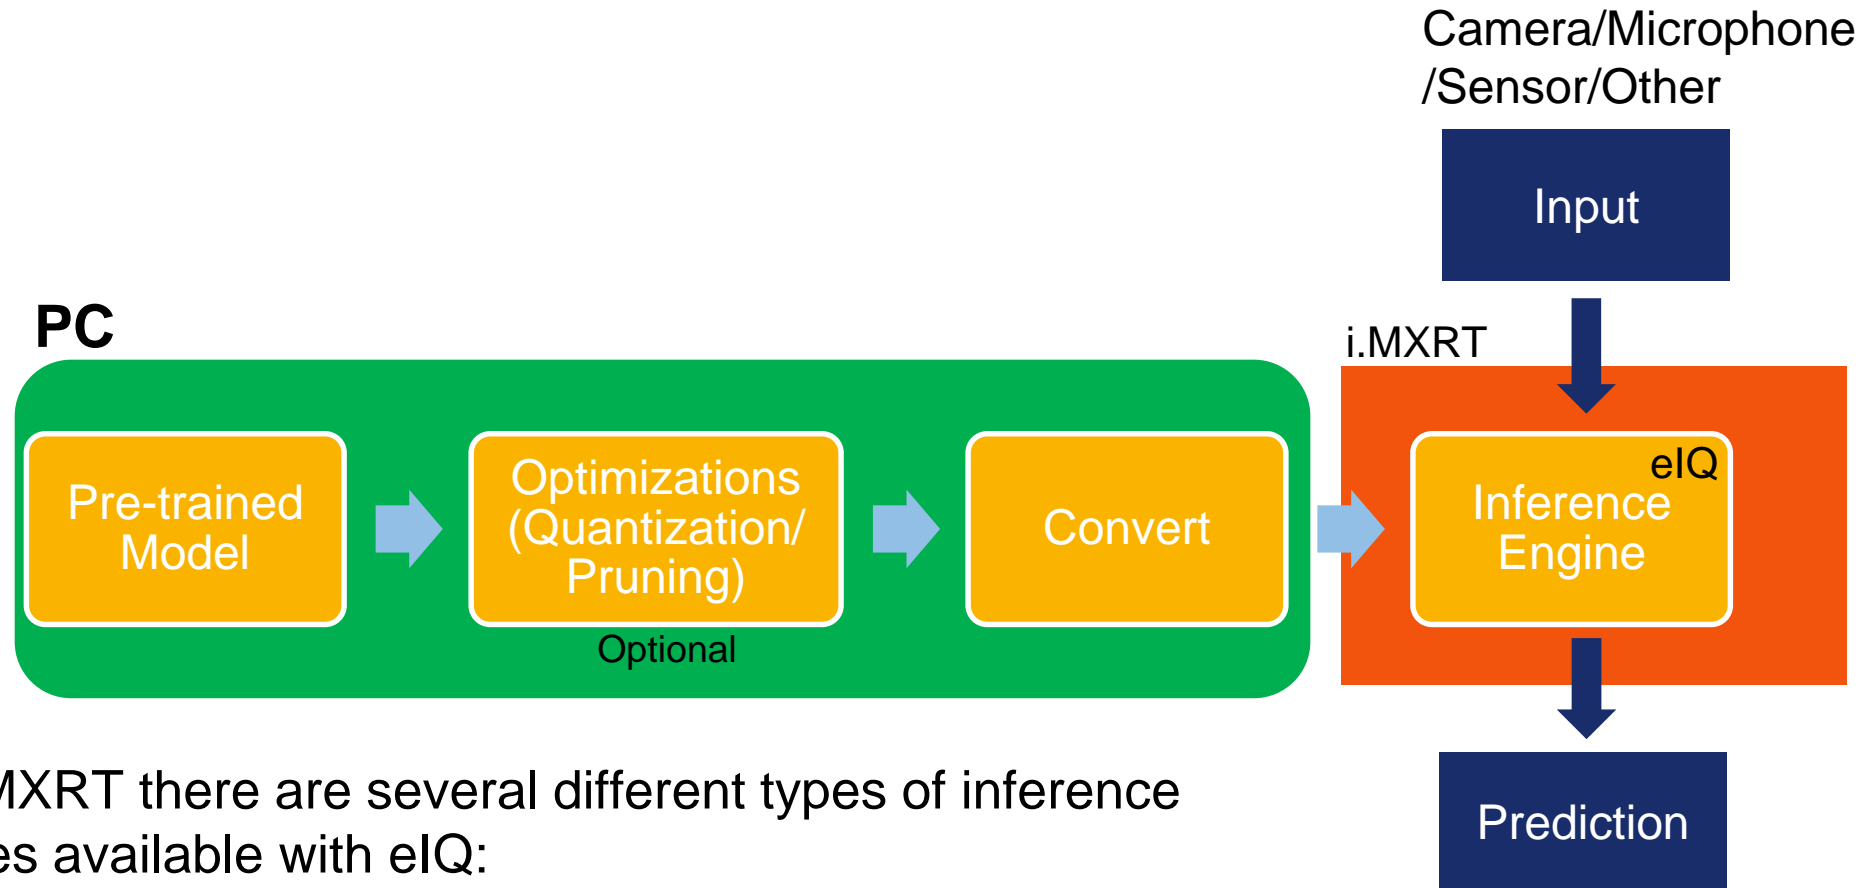 Camera/Microphone
/Sensor/Other
Input
PC
i.MXRT
Pre-trained
Model
Optimizations
(Quantization/
Pruning)
Optional
Convert
eIQ
Inference
Engine
MXRT there are several different types of inference
es available with eIQ:
Prediction